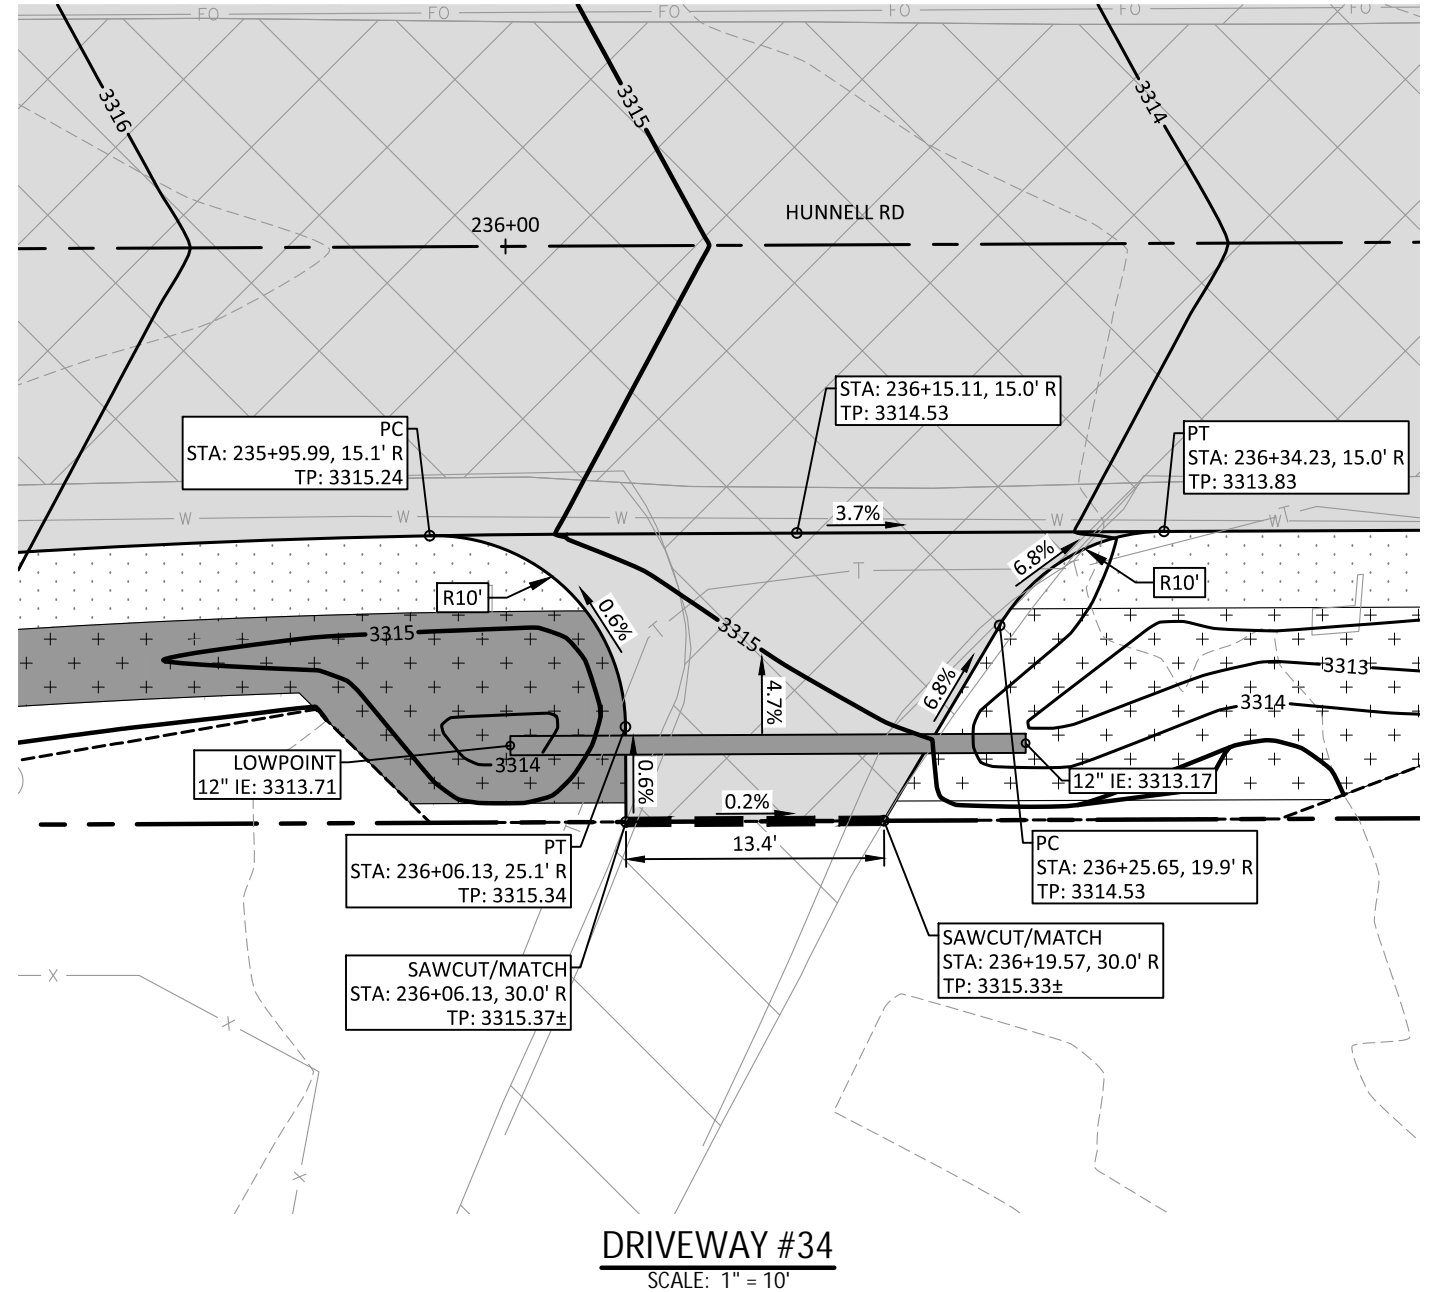 FO
FO
FO
FO
FO
FO
3316
3315
3314
236+00
HUNNELL RD
STA: 236+15.11, 15.0' R
TP: 3314.53
PC
STA: 235+95.99, 15.1' R
TP: 3315.24
PT
STA: 236+34.23, 15.0' R
TP: 3313.83
W
W
W
W
W
3.7%
T
6.8%
T
R10'
R10'
0.6%
3315
T
3315
3313
6.8%
4.7%
3314
LOWPOINT
12" IE: 3313.71
3314
0.6%
12" IE: 3313.17
0.2%
T
13.4'
PT
STA: 236+06.13, 25.1' R
TP: 3315.34
PC
STA: 236+25.65, 19.9' R
TP: 3314.53
SAWCUT/MATCH
STA: 236+06.13, 30.0' R
TP: 3315.37±
SAWCUT/MATCH
STA: 236+19.57, 30.0' R
TP: 3315.33±
X
X
X
DRIVEWAY #34
SCALE: 1" = 10'